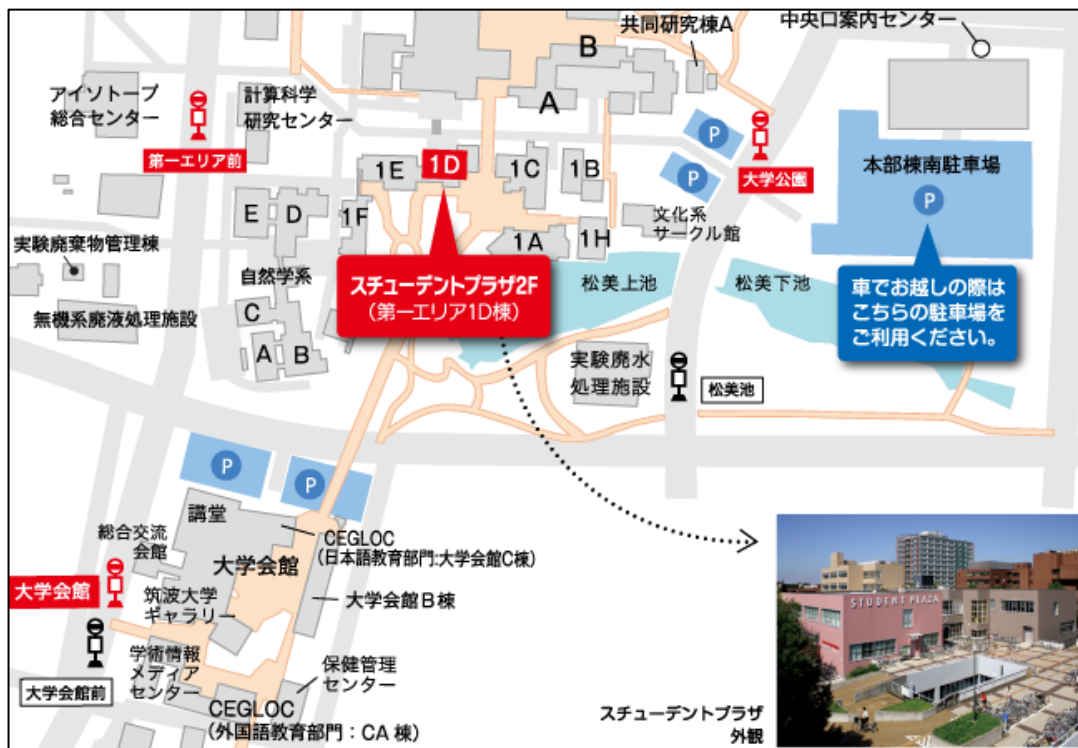 中央口案内センター
共同研究棟A
B
A
アイソトープ
総合センター
計算科学
研究センター
第一エリア前
P
P
大学公園
本部棟南駐車場
P
1E
1D
1C
1B
1F
1A
1H
文化系
サークル館
E
D
実験廃棄物管理棟
自然学系
無機系廃液処理施設
C
A
B
スチューデントプラザ2F
(第一エリア1D棟)
松美上池
松美下池
車でお越しの際は
こちらの駐車場を
ご利用ください。
実験廃水
処理施設
松美池
P
P
講堂
総合交流
会館
CEGLOC
(日本語教育部門:大学会館C棟)
大学会館
大学会館
筑波大学
ギャラリー
大学会館B棟
学術情報
メディア
センター
保健管理
センター
大学会館前
CEGLOC
(外国語教育部門:CA棟)
STUDENT PLAZA
スチューデントプラザ
外観